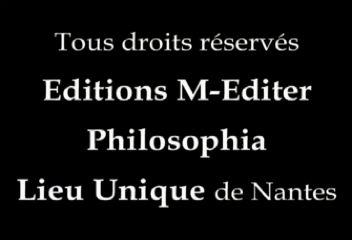 Tous droits réservés
Editions M-Editer
Philosophia
Lieu Unique de Nantes